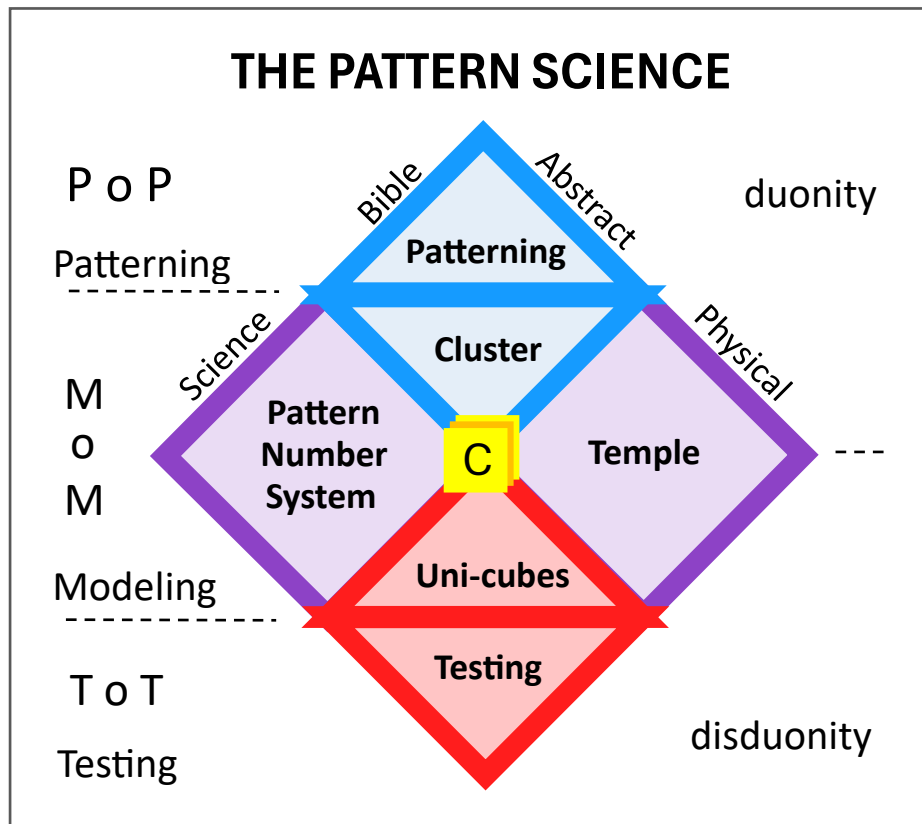 THE PATTERN SCIENCE
P o P
Bible
Abstract
duonity
Patterning
Patterning
Science
Cluster
Physical
M
o
M
Pattern
Number
System
C
Temple
Modeling
Uni-cubes
Testing
T o T
Testing
disduonity